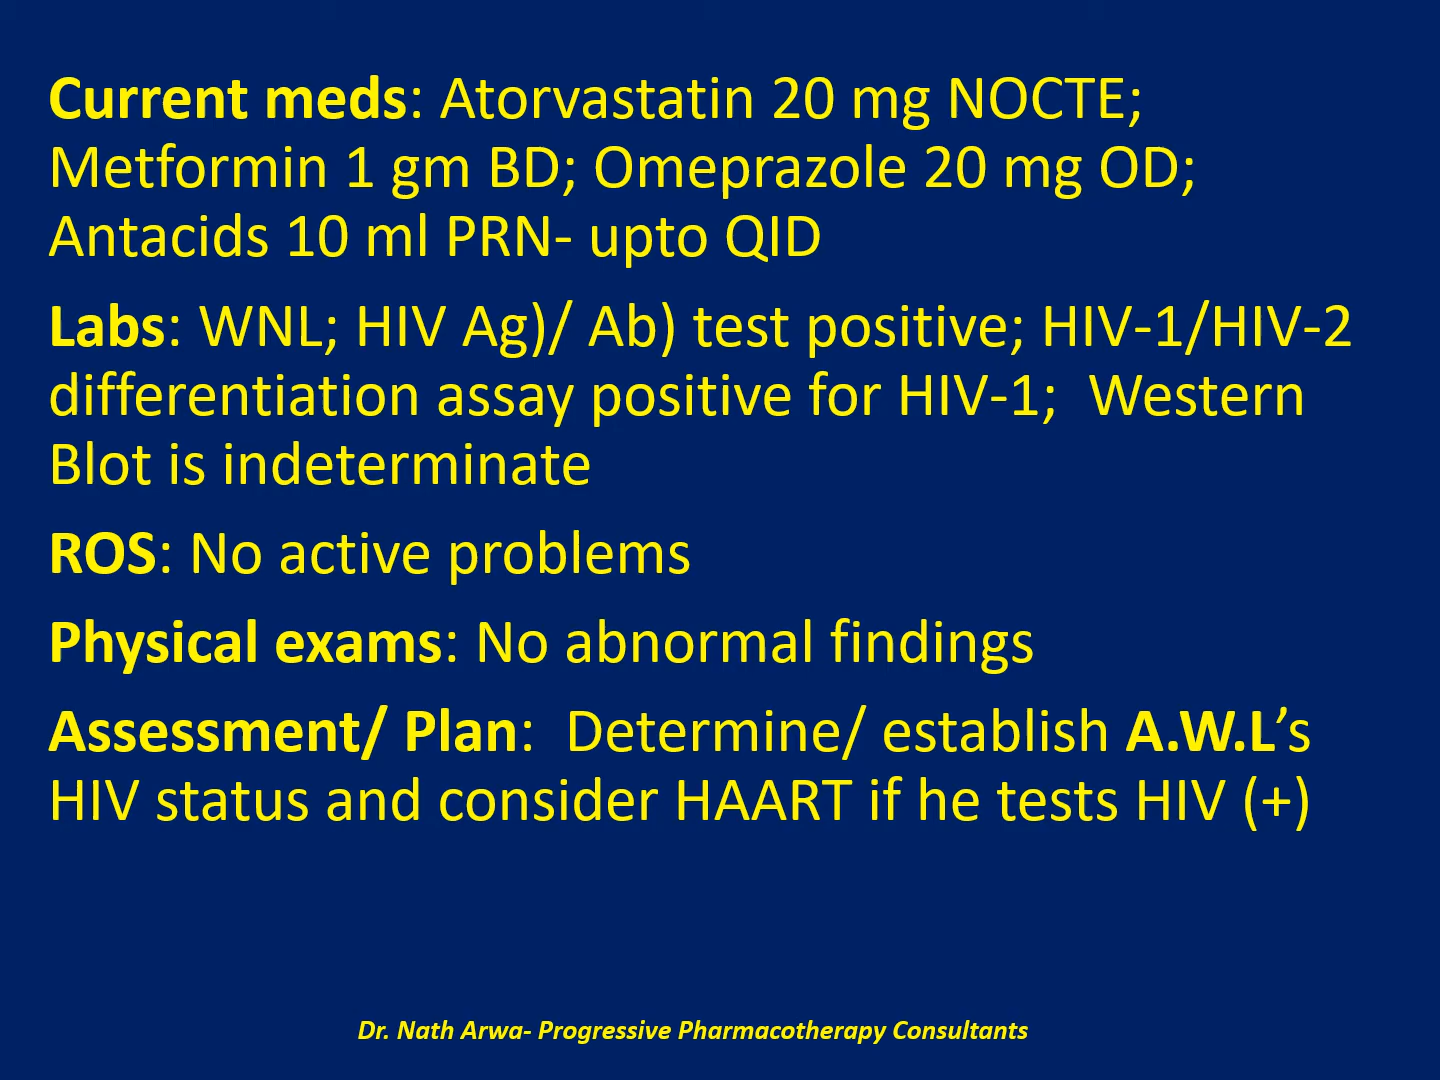 Current meds: Atorvastatin 20 mg NOCTE;
Metformin 1 gm BD; Omeprazole 20 mg OD;
Antacids 10 ml PRN- upto QID
Labs: WNL; HIV Ag)/ Ab) test positive; HIV-1/HIV-2
differentiation assay positive for HIV-1;  Western
Blot is indeterminate
ROS: No active problems
Physical exams: No abnormal findings
Assessment/ Plan:  Determine/ establish A.W.L’s
HIV status and consider HAART if he tests HIV (+)
Dr. Nath Arwa- Progressive Pharmacotherapy Consultants